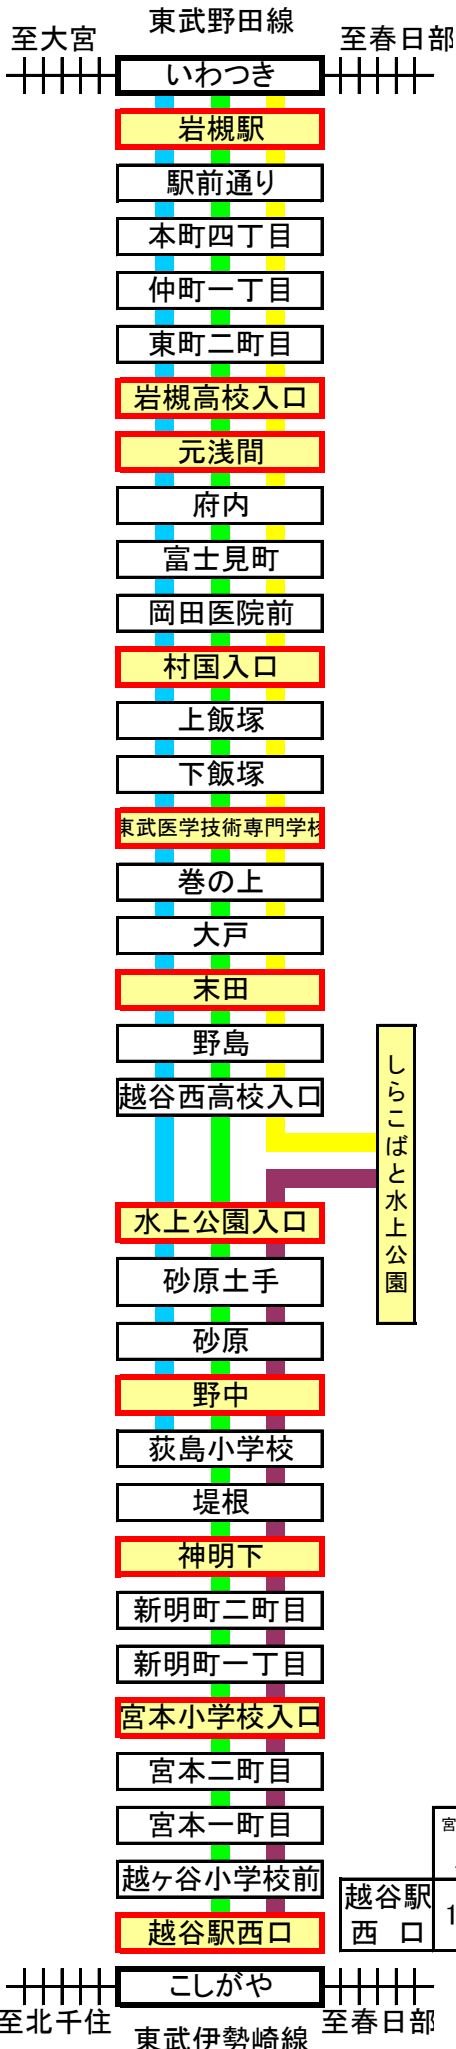 東武野田線
至大宮
至春日部
いわつき
岩槻駅
駅前通り
本町四丁目
仲町一丁目
東町二町目
岩槻高校入口
元浅間
府内
富士見町
岡田医院前
村国入口
上飯塚
下飯塚
東武医学技術専門学校
巻の上
大戸
末田
野島
越谷西高校入口
しらこばと水上公園
水上公園入口
砂原土手
砂原
野中
荻島小学校
堤根
神明下
新明町二町目
新明町一丁目
宮本小学校入口
宮本二町目
宮本一町目
宮
越ヶ谷小学校前
越谷駅
西口
1
越谷駅西口
こしがや
至北千住
至春日部
東武伊勢崎線